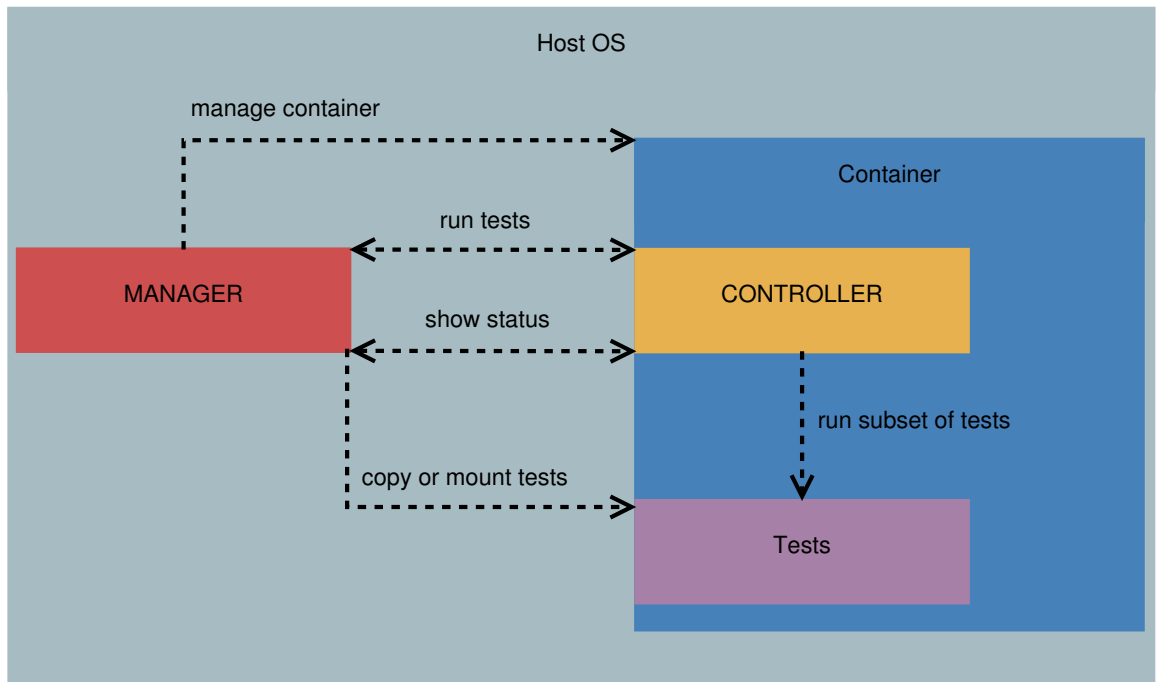 Host OS
manage container
Container
run tests
MANAGER
CONTROLLER
show status
run subset of tests
copy or mount tests
Tests